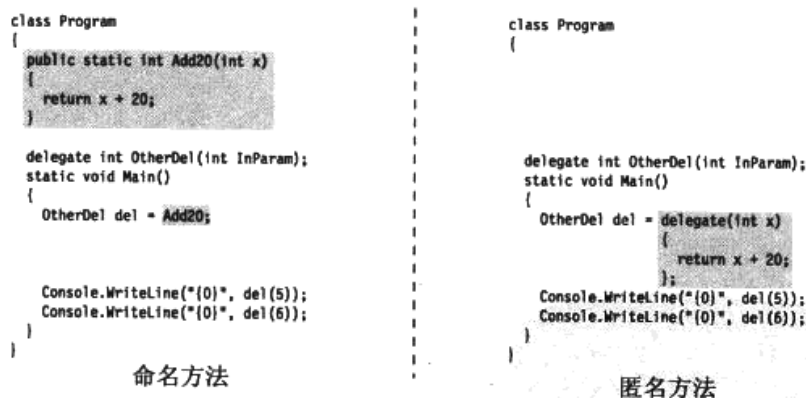 class Program
{
public static int Add20(int x)
{
return x + 20;
}
delegate int OtherDel(int InParam);
static void Main()
{
OtherDel del = Add20;
Console.WriteLine("{0}", del(5));
Console.WriteLine("{0}", del(6));
}
}
命名方法
class Program
{
delegate int OtherDel(int InParam);
static void Main()
{
OtherDel del = delegate(int x)
{
return x + 20;
};
Console.WriteLine("{0}", del(5));
Console.WriteLine("{0}", del(6));
}
}
匿名方法